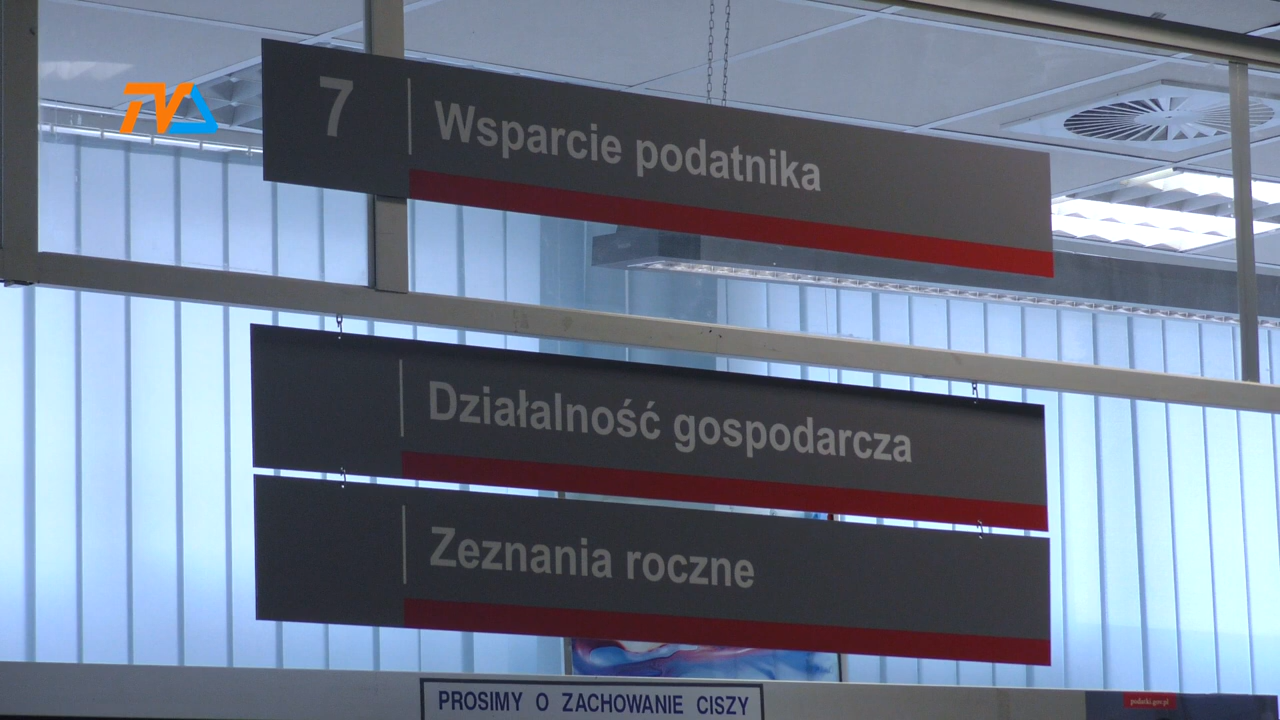 TVA
7 Wsparcie podatnika
Działalność gospodarcza
Zeznania roczne
PROSIMY O ZACHOWANIE CISZY
podatki.gov.pl